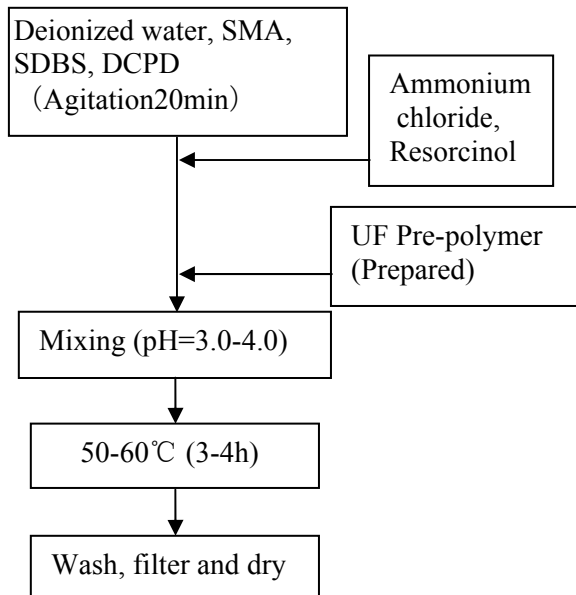 Deionized water, SMA,
SDBS, DCPD
（Agitation20min）
Ammonium
chloride,
Resorcinol
UF Pre-polymer
(Prepared)
Mixing (pH=3.0-4.0)
50-60℃ (3-4h)
Wash, filter and dry